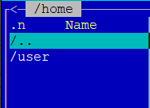 <─ /home
.n Name
/..
/user